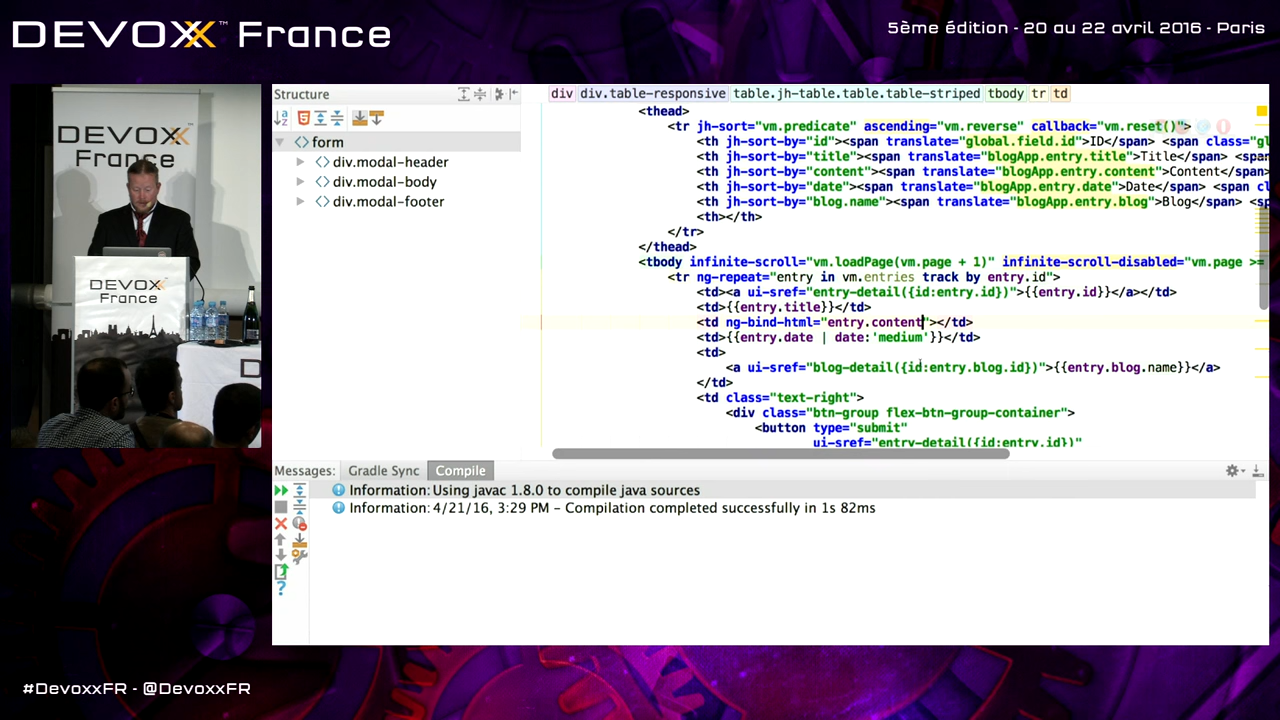 DEVOXX™ France
5ème édition - 20 au 22 avril 2016 - Paris
DEVOXX
France
DEVOXX
France
D
Structure
form
div.modal-header
div.modal-body
div.modal-footer
div div.table-responsive table.jh-table.table.table-striped tbody tr td
<thead>
<tr jh-sort="vm.predicate" ascending="vm.reverse" callback="vm.reset()">
<th jh-sort-by="id"><span translate="global.field.id">ID</span> <span class="gl
<th jh-sort-by="title"><span translate="blogApp.entry.title">Title</span> <span
<th jh-sort-by="content"><span translate="blogApp.entry.content">Content</span>
<th jh-sort-by="date"><span translate="blogApp.entry.date">Date</span> <span cl
<th jh-sort-by="blog.name"><span translate="blogApp.entry.blog">Blog</span> <sp
<th></th>
</tr>
</thead>
<tbody infinite-scroll="vm.loadPage(vm.page + 1)" infinite-scroll-disabled="vm.page >=
<tr ng-repeat="entry in vm.entries track by entry.id">
<td><a ui-sref="entry-detail({id:entry.id})">{{entry.id}}</a></td>
<td>{{entry.title}}</td>
<td ng-bind-html="entry.content"></td>
<td>{{entry.date | date:'medium'}}</td>
<td>
<a ui-sref="blog-detail({id:entry.blog.id})">{{entry.blog.name}}</a>
</td>
<td class="text-right">
<div class="btn-group flex-btn-group-container">
<button type="submit"
ui-sref="entry-detail({id:entry.id})"
Messages: Gradle Sync Compile
Information: Using javac 1.8.0 to compile java sources
Information: 4/21/16, 3:29 PM – Compilation completed successfully in 1s 82ms
#DevoxxFR - @DevoxxFR